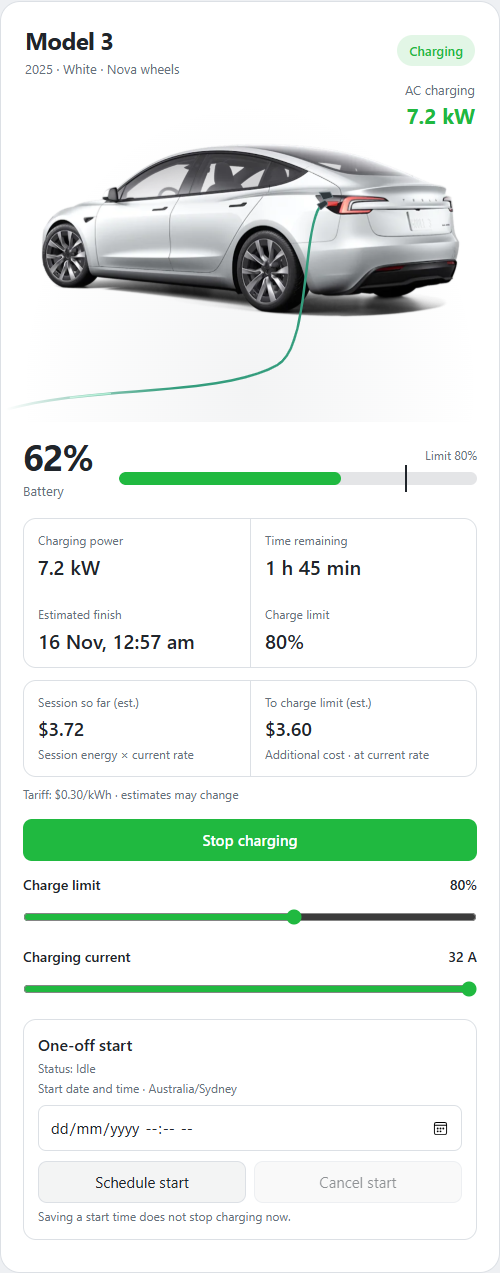 Model 3
2025 · White · Nova wheels
Charging
AC charging
7.2 kW
62%
Battery
Limit 80%
Charging power
7.2 kW
Time remaining
1 h 45 min
Estimated finish
16 Nov, 12:57 am
Charge limit
80%
Session so far (est.)
$3.72
Session energy × current rate
To charge limit (est.)
$3.60
Additional cost · at current rate
Tariff: $0.30/kWh · estimates may change
Stop charging
Charge limit 80%
Charging current 32 A
One-off start
Status: Idle
Start date and time · Australia/Sydney
dd/mm/yyyy --:-- --
Schedule start
Cancel start
Saving a start time does not stop charging now.